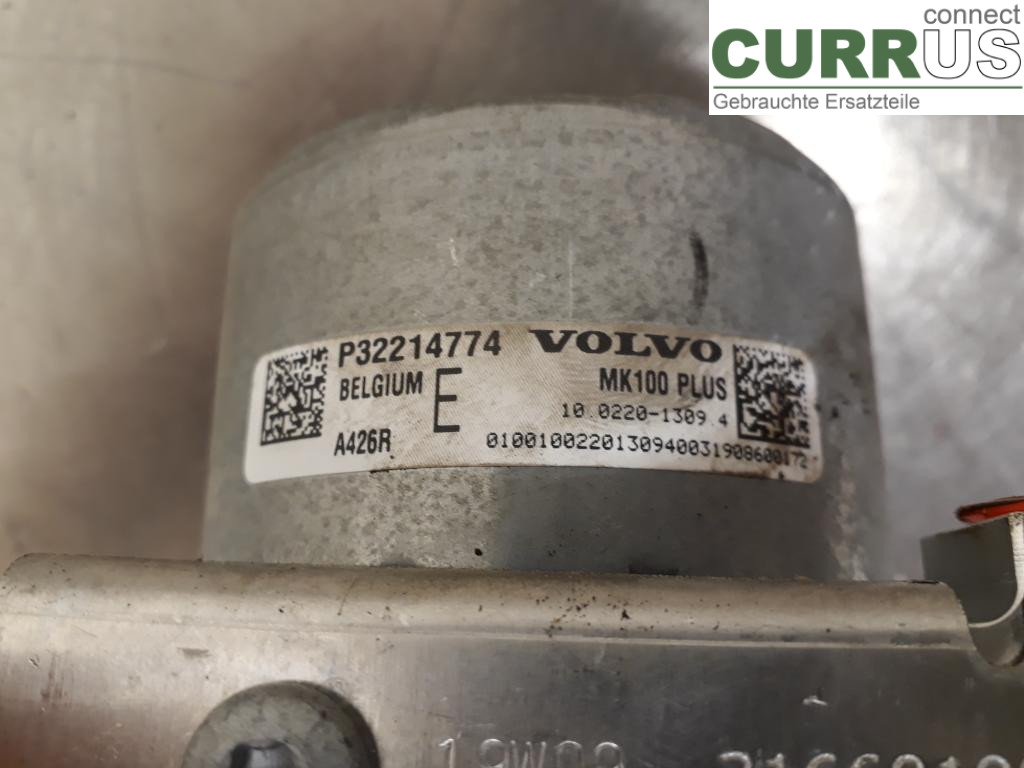 connect
CURRUS
Gebrauchte Ersatzteile
P32214774 VOLVO
BELGIUM E MK100 PLUS
10.0220-1309.4
A426R 0100100220130940031908600172